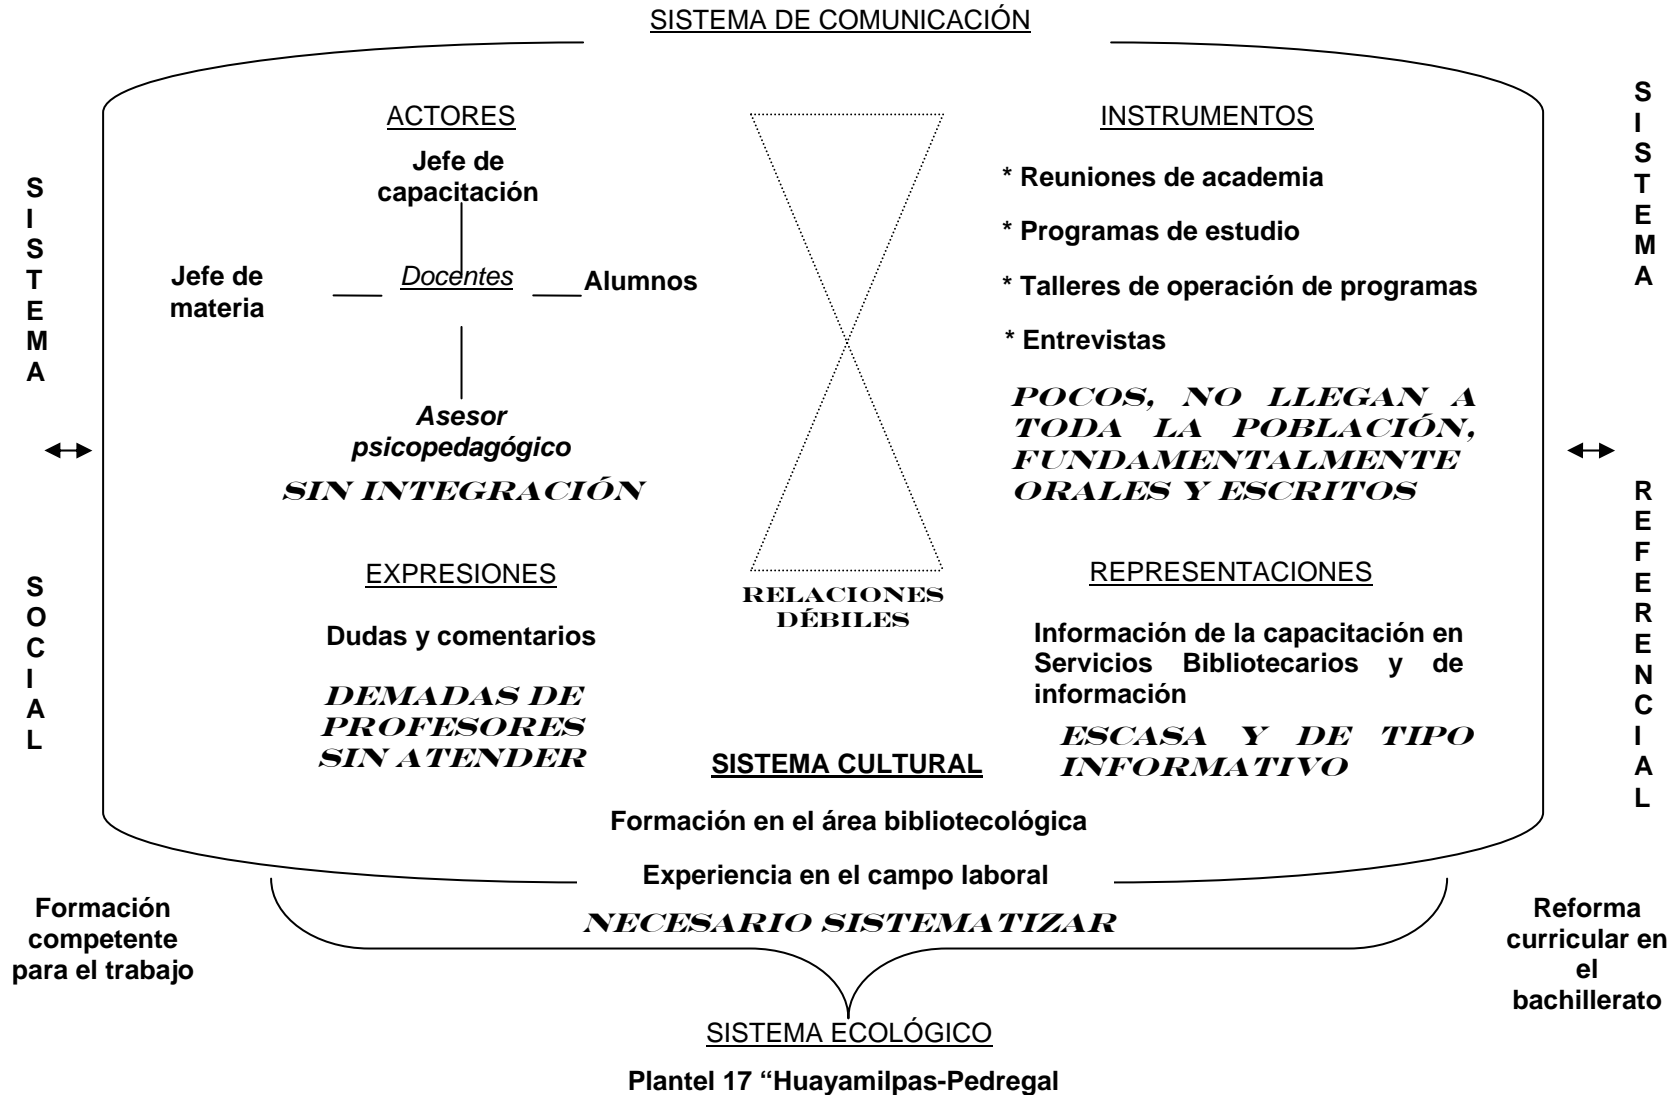 SISTEMA DE COMUNICACIÓN
SISTEMA
SOCIAL
Formación
competente
para el trabajo
ACTORES
Jefe de
capacitación
Jefe de
materia
Docentes
Alumnos
Asesor
psicopedagógico
SIN INTEGRACIÓN
EXPRESIONES
Dudas y comentarios
DEMADAS DE
PROFESORES
SIN ATENDER
RELACIONES
DÉBILES
INSTRUMENTOS
* Reuniones de academia
* Programas de estudio
* Talleres de operación de programas
* Entrevistas
POCOS, NO LLEGAN A
TODA LA POBLACIÓN,
FUNDAMENTALMENTE
ORALES Y ESCRITOS
REPRESENTACIONES
Información de la capacitación en
Servicios Bibliotecarios y de
información
ESCASA Y DE TIPO
INFORMATIVO
SISTEMA CULTURAL
Formación en el área bibliotecológica
Experiencia en el campo laboral
NECESARIO SISTEMATIZAR
SISTEMA
REFERENCIAL
Reforma
curricular en
el
bachillerato
SISTEMA ECOLÓGICO
Plantel 17 “Huayamilpas-Pedregal